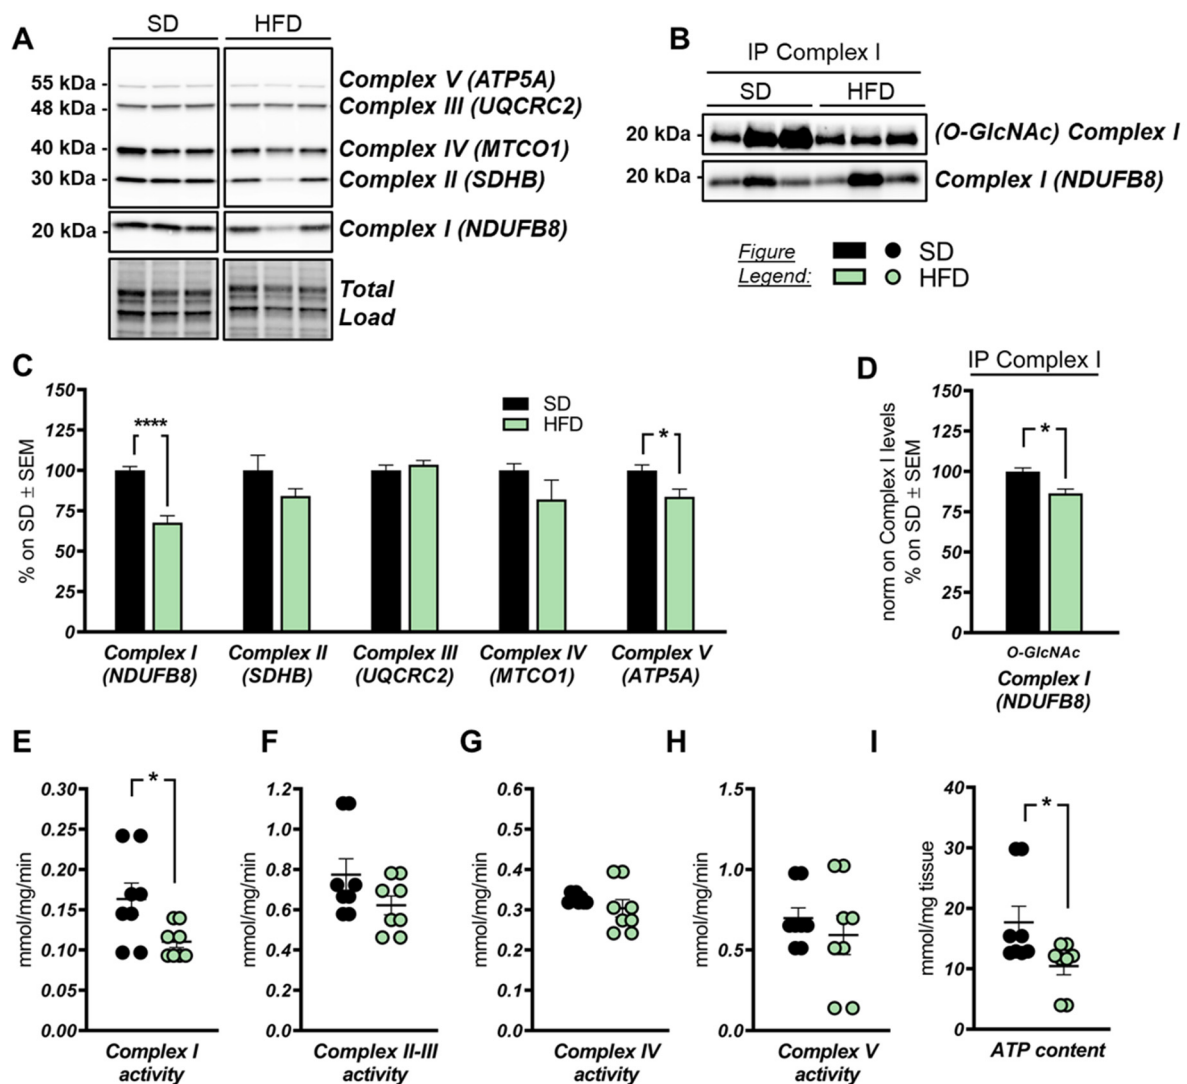 A
SD HFD
55 kDa -
48 kDa -
40 kDa -
30 kDa -
20 kDa -
Complex V (ATP5A)
Complex III (UQCRC2)
Complex IV (MTCO1)
Complex II (SDHB)
Complex I (NDUFB8)
Total
Load
B
IP Complex I
SD HFD
20 kDa -
(O-GlcNAc) Complex I
20 kDa -
Complex I (NDUFB8)
Figure
Legend:
SD
HFD
C
% on SD ± SEM
150
125
100
75
50
25
0
****
*
SD
HFD
Complex I
(NDUFB8)
Complex II
(SDHB)
Complex III
(UQCRC2)
Complex IV
(MTCO1)
Complex V
(ATP5A)
D
IP Complex I
norm on Complex I levels
% on SD ± SEM
150
125
100
75
50
25
0
*
O-GlcNAc
Complex I
(NDUFB8)
E
mmol/mg/min
0.30
0.25
0.20
0.15
0.10
0.05
0.00
*
Complex I
activity
F
mmol/mg/min
1.2
1.0
0.8
0.6
0.4
0.2
0.0
Complex II-III
activity
G
mmol/mg/min
0.6
0.5
0.4
0.3
0.2
0.1
0.0
Complex IV
activity
H
mmol/mg/min
1.5
1.0
0.5
0.0
Complex V
activity
I
mmol/mg tissue
40
30
20
10
0
*
ATP content